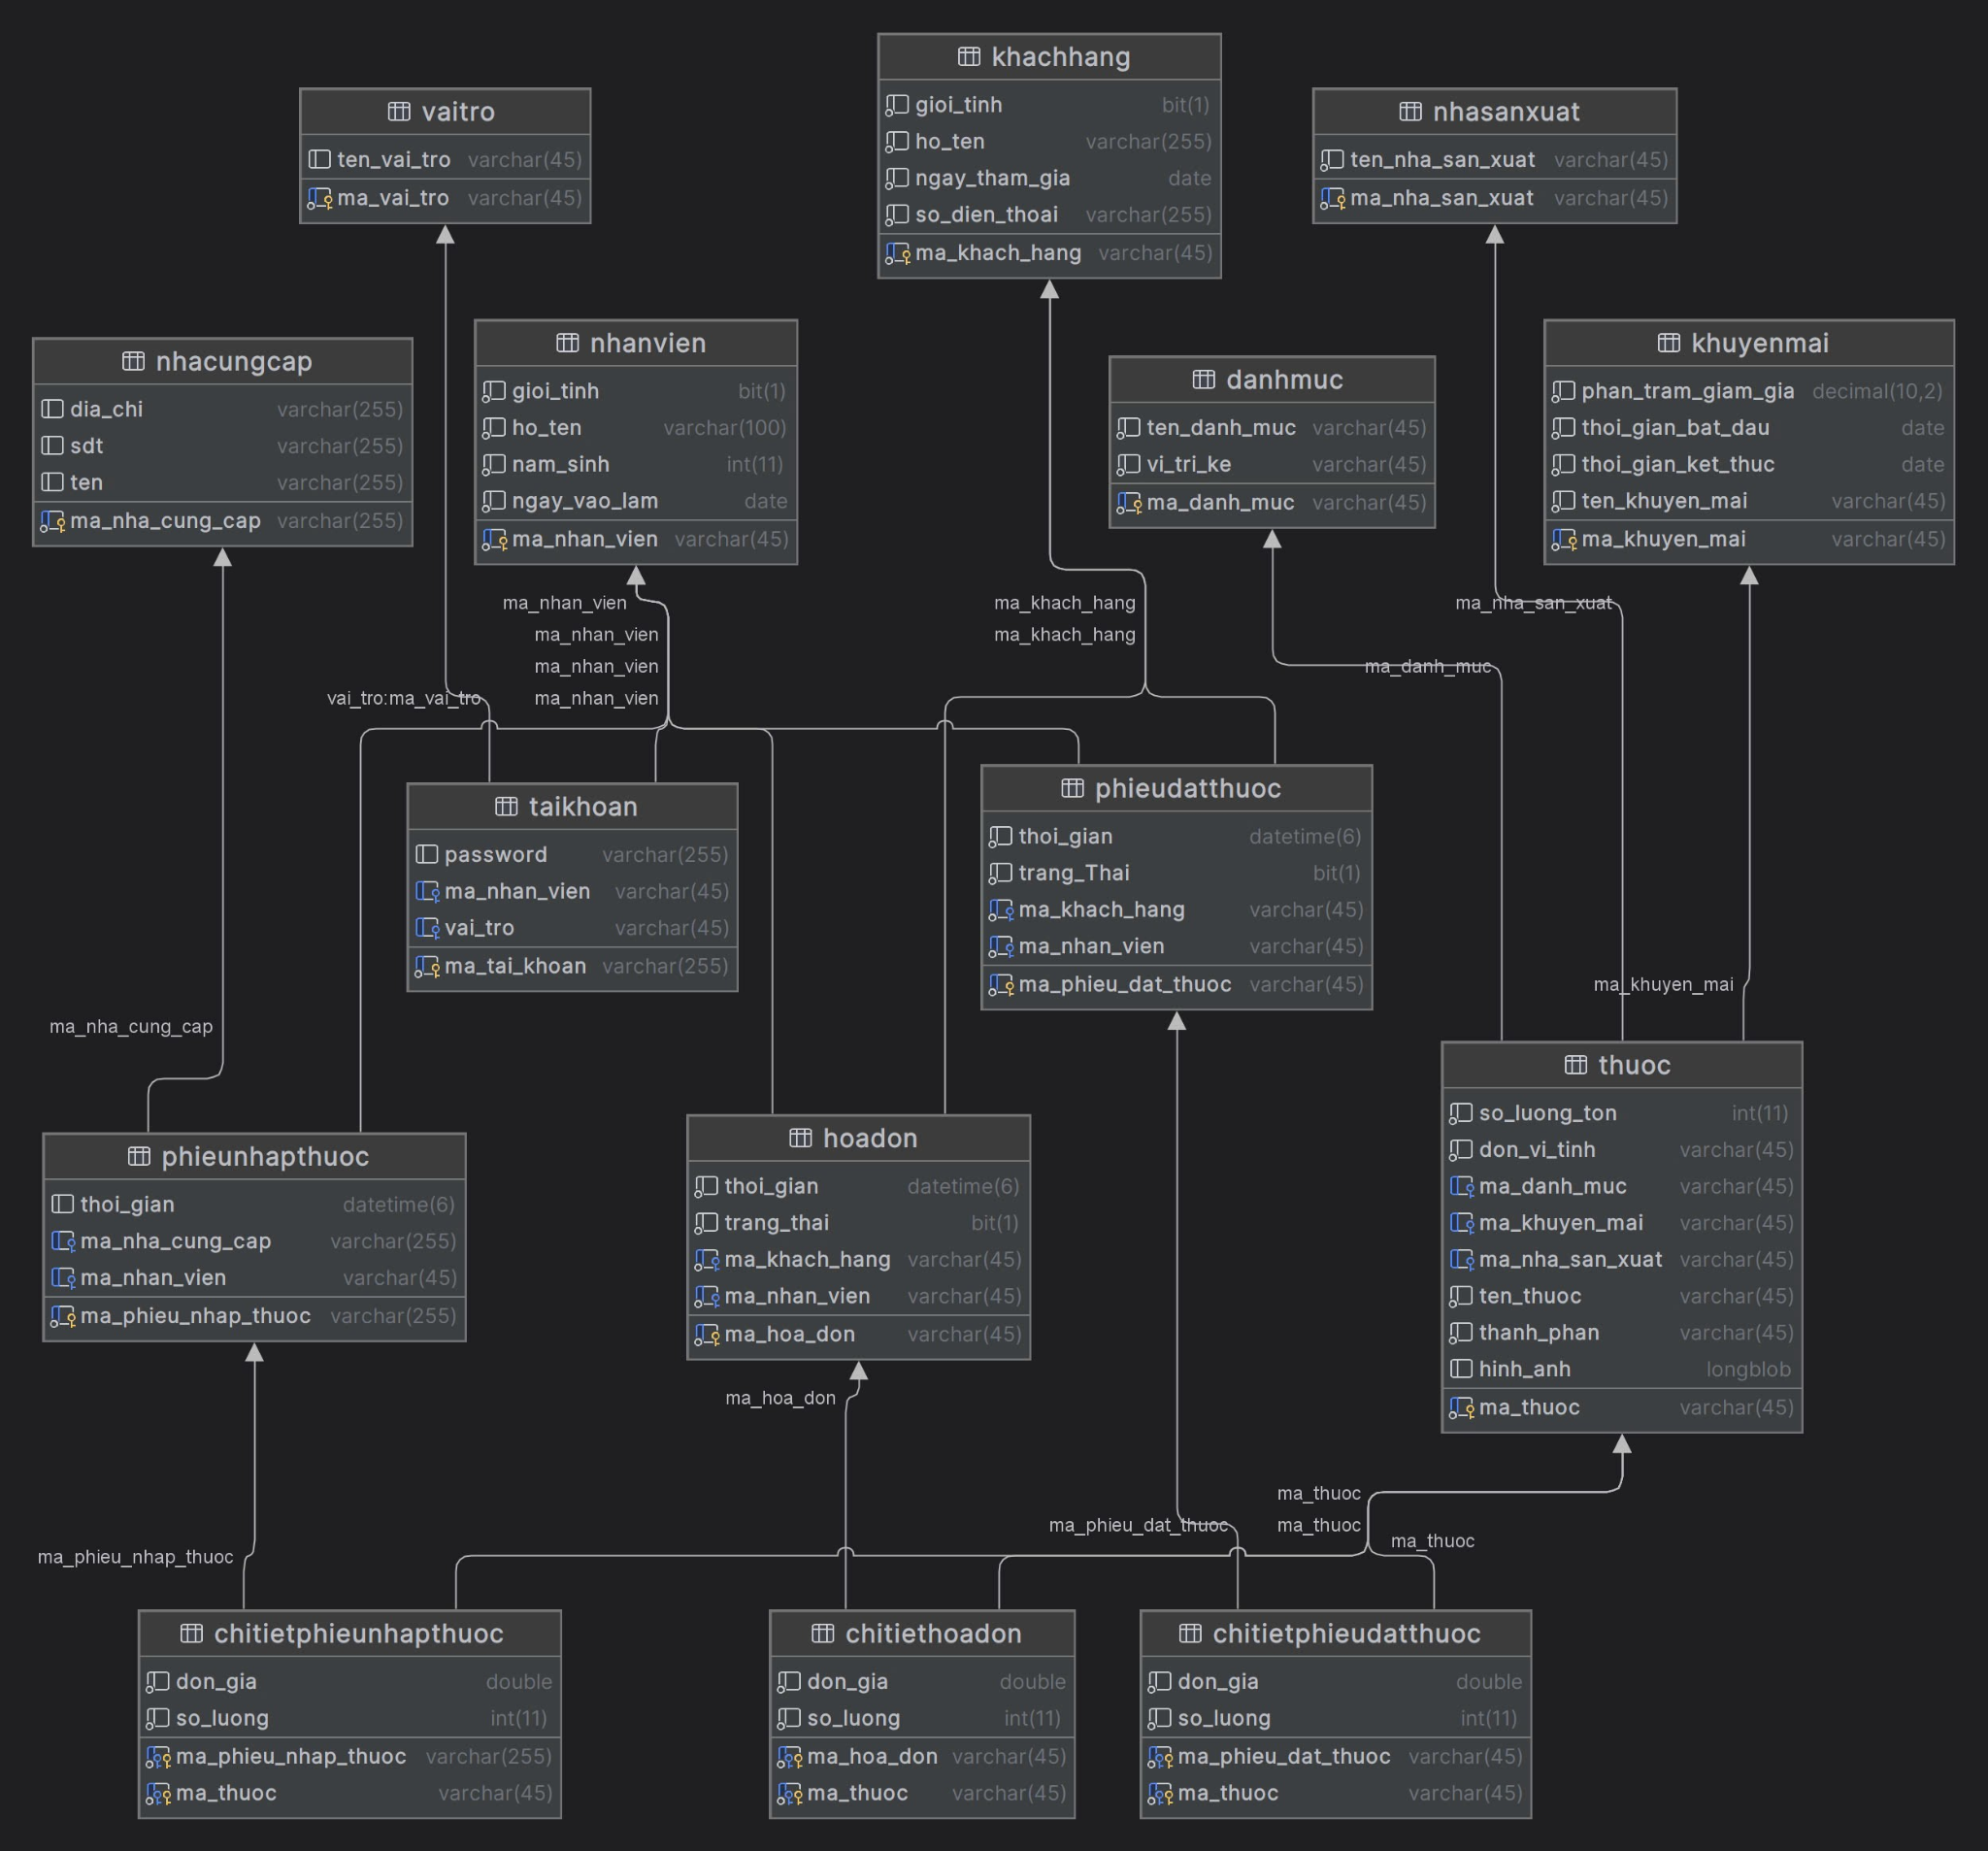 khachhang
gioi_tinh bit(1)
ho_ten varchar(255)
ngay_tham_gia date
so_dien_thoai varchar(255)
ma_khach_hang varchar(45)
vaitro
ten_vai_tro varchar(45)
ma_vai_tro varchar(45)
nhasanxuat
ten_nha_san_xuat varchar(45)
ma_nha_san_xuat varchar(45)
nhacungcap
dia_chi varchar(255)
sdt varchar(255)
ten varchar(255)
ma_nha_cung_cap varchar(255)
nhanvien
gioi_tinh bit(1)
ho_ten varchar(100)
nam_sinh int(11)
ngay_vao_lam date
ma_nhan_vien varchar(45)
danhmuc
ten_danh_muc varchar(45)
vi_tri_ke varchar(45)
ma_danh_muc varchar(45)
khuyenmai
phan_tram_giam_gia decimal(10,2)
thoi_gian_bat_dau date
thoi_gian_ket_thuc date
ten_khuyen_mai varchar(45)
ma_khuyen_mai varchar(45)
ma_nhan_vien
ma_nhan_vien
ma_nhan_vien
ma_nhan_vien
ma_khach_hang
ma_khach_hang
ma_nha_san_xuat
ma_danh_muc
vai_tro:ma_vai_tro
taikhoan
password varchar(255)
ma_nhan_vien varchar(45)
vai_tro varchar(45)
ma_tai_khoan varchar(255)
phieudatthuoc
thoi_gian datetime(6)
trang_Thai bit(1)
ma_khach_hang varchar(45)
ma_nhan_vien varchar(45)
ma_phieu_dat_thuoc varchar(45)
ma_khuyen_mai
ma_nha_cung_cap
phieunhapthuoc
thoi_gian datetime(6)
ma_nha_cung_cap varchar(255)
ma_nhan_vien varchar(45)
ma_phieu_nhap_thuoc varchar(255)
hoadon
thoi_gian datetime(6)
trang_thai bit(1)
ma_khach_hang varchar(45)
ma_nhan_vien varchar(45)
ma_hoa_don varchar(45)
thuoc
so_luong_ton int(11)
don_vi_tinh varchar(45)
ma_danh_muc varchar(45)
ma_khuyen_mai varchar(45)
ma_nha_san_xuat varchar(45)
ten_thuoc varchar(45)
thanh_phan varchar(45)
hinh_anh longblob
ma_thuoc varchar(45)
ma_hoa_don
ma_thuoc
ma_phieu_dat_thuoc
ma_thuoc
ma_thuoc
ma_phieu_nhap_thuoc
chitietphieunhapthuoc
don_gia double
so_luong int(11)
ma_phieu_nhap_thuoc varchar(255)
ma_thuoc varchar(45)
chitiethoadon
don_gia double
so_luong int(11)
ma_hoa_don varchar(45)
ma_thuoc varchar(45)
chitietphieudatthuoc
don_gia double
so_luong int(11)
ma_phieu_dat_thuoc varchar(45)
ma_thuoc varchar(45)